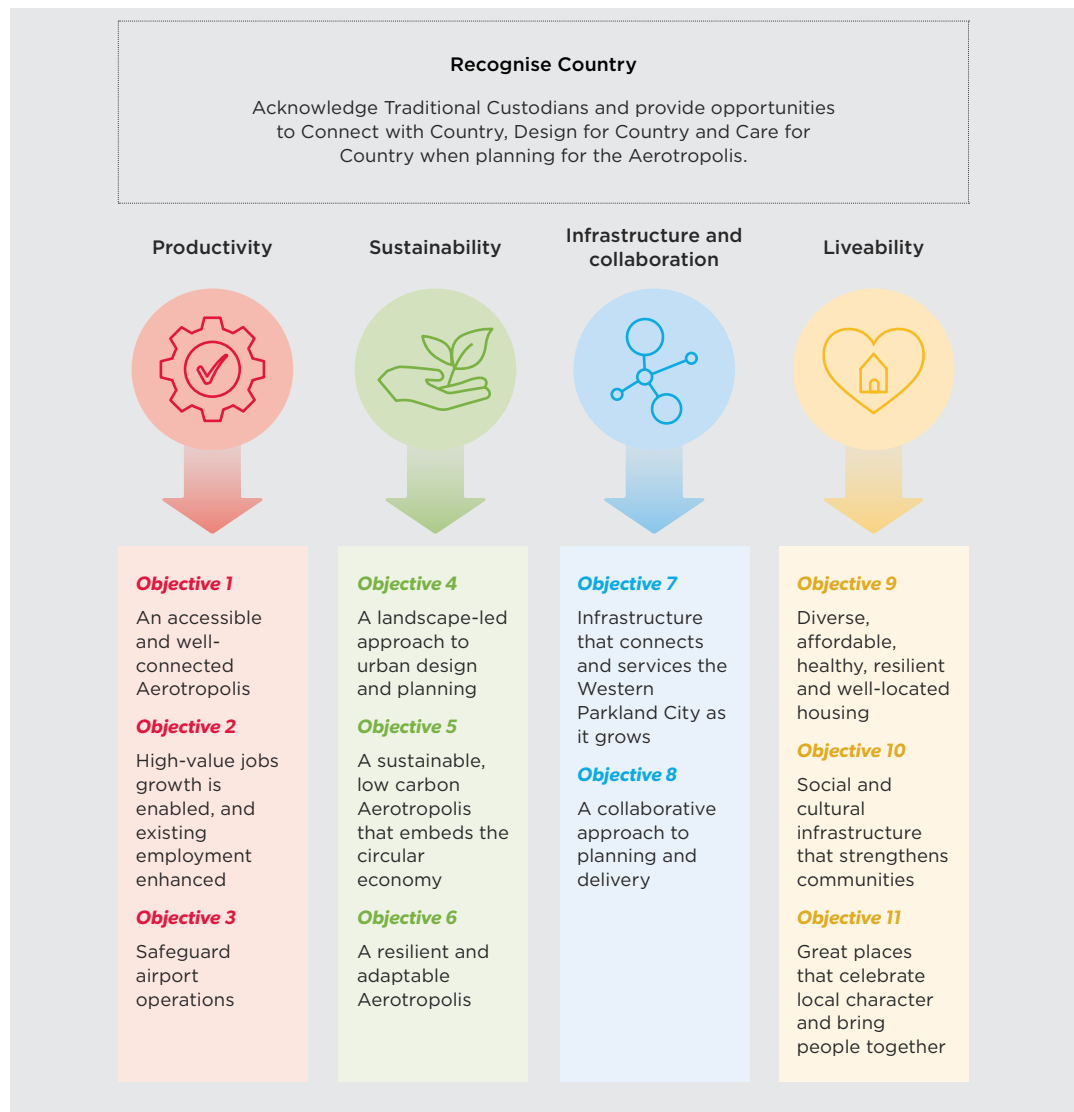 Recognise Country
Acknowledge Traditional Custodians and provide opportunities
to Connect with Country, Design for Country and Care for
Country when planning for the Aerotropolis.
Productivity
Sustainability
Infrastructure and
collaboration
Liveability
Objective 1
An accessible
and well-
connected
Aerotropolis
Objective 2
High-value jobs
growth is
enabled, and
existing
employment
enhanced
Objective 3
Safeguard
airport
operations
Objective 4
A landscape-led
approach to
urban design
and planning
Objective 5
A sustainable,
low carbon
Aerotropolis
that embeds the
circular
economy
Objective 6
A resilient and
adaptable
Aerotropolis
Objective 7
Infrastructure
that connects
and services the
Western
Parkland City as
it grows
Objective 8
A collaborative
approach to
planning and
delivery
Objective 9
Diverse,
affordable,
healthy, resilient
and well-located
housing
Objective 10
Social and
cultural
infrastructure
that strengthens
communities
Objective 11
Great places
that celebrate
local character
and bring
people together